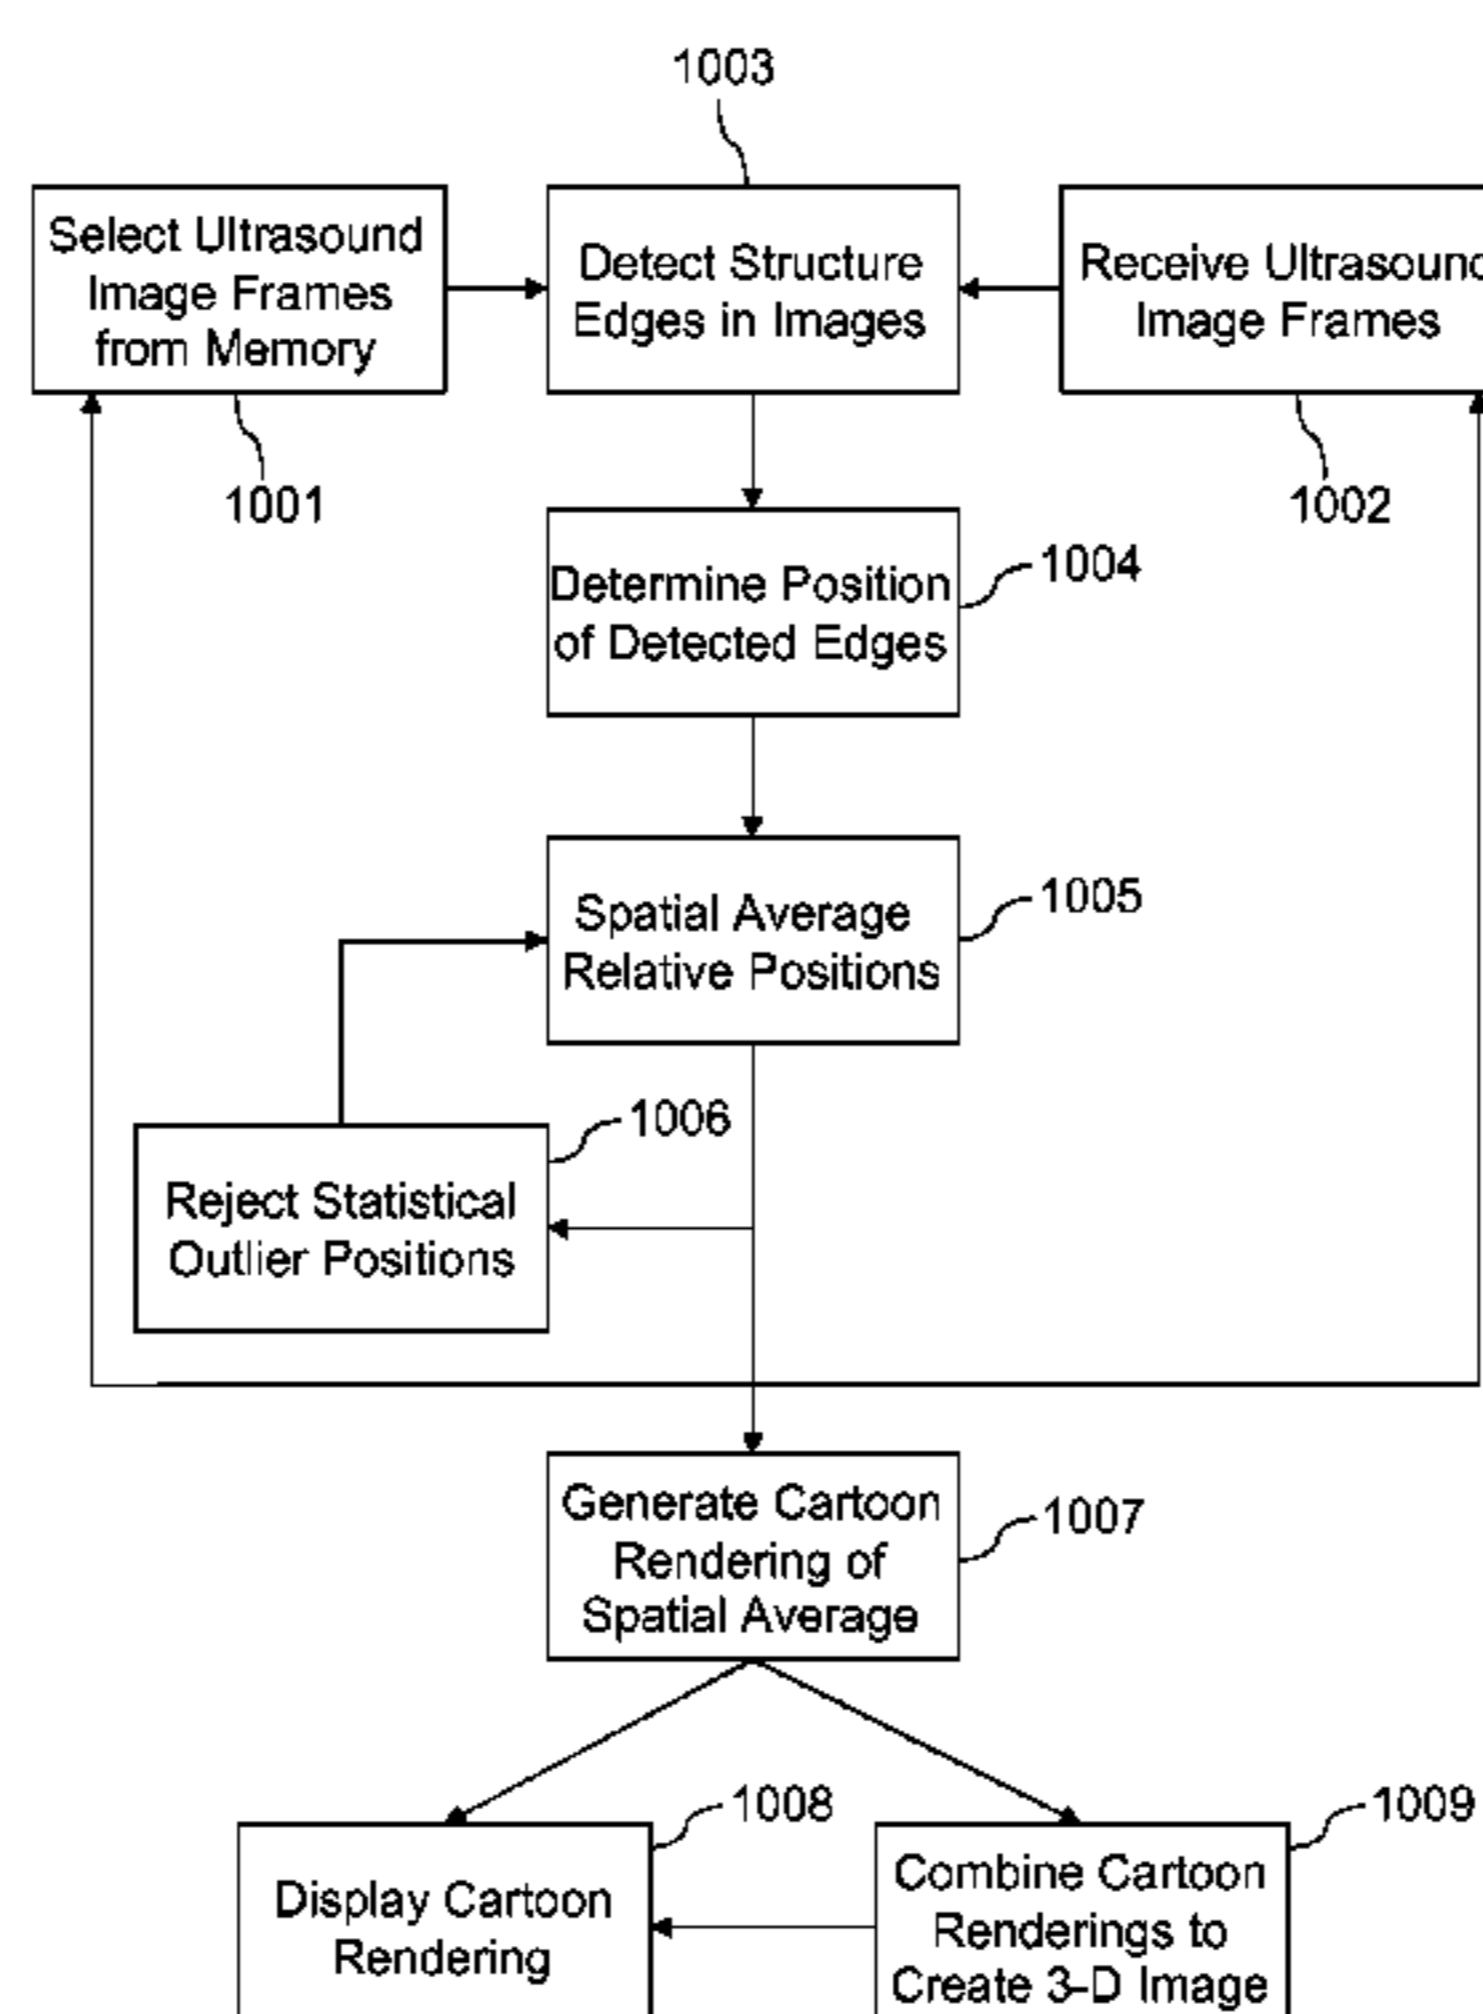 1003
Select Ultrasound
Image Frames
from Memory
Detect Structure
Edges in Images
Receive Ultrasound
Image Frames
1001
1002
Determine Position
of Detected Edges
1004
Spatial Average
Relative Positions
1005
1006
Reject Statistical
Outlier Positions
Generate Cartoon
Rendering of
Spatial Average
1007
1008
1009
Display Cartoon
Rendering
Combine Cartoon
Renderings to
Create 3-D Image